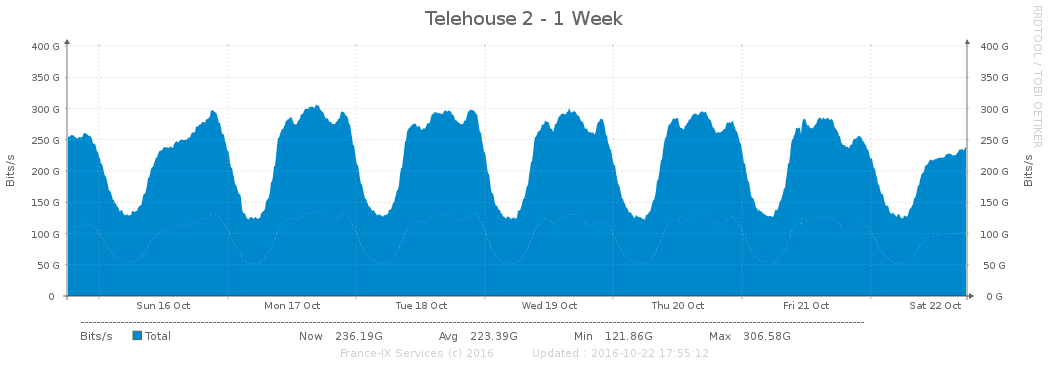 Telehouse 2 - 1 Week
RRDTOOL / TOBI OETIKER
Bits/s
400 G
350 G
300 G
250 G
200 G
150 G
100 G
50 G
0
400 G
350 G
300 G
250 G
200 G
150 G
100 G
50 G
0 G
Bits/s
Sun 16 Oct Mon 17 Oct Tue 18 Oct Wed 19 Oct Thu 20 Oct Fri 21 Oct Sat 22 Oct
Bits/s Total Now 236.19G Avg 223.39G Min 121.86G Max 306.58G
France-IX Services (c) 2016 Updated : 2016-10-22 17:55:12